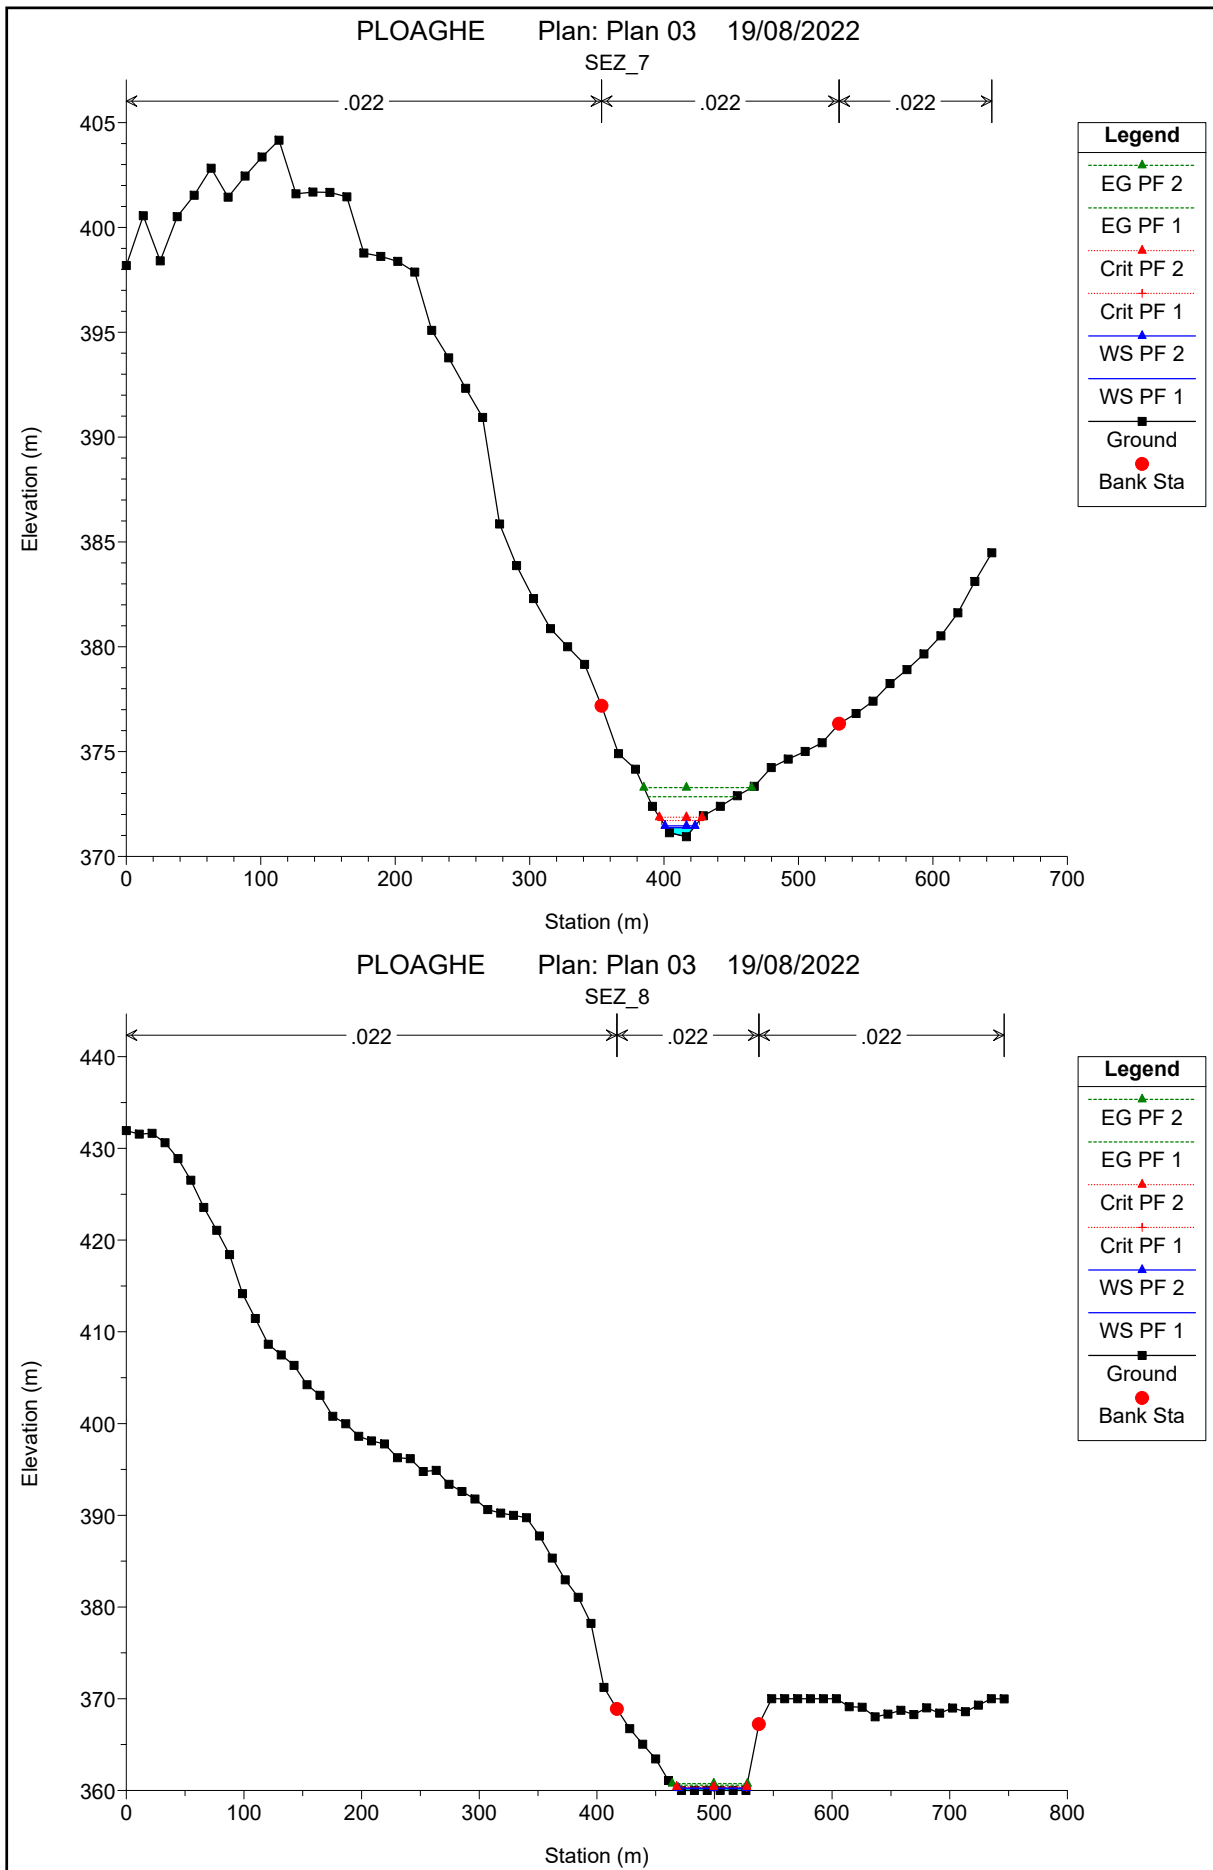 PLOAGHE Plan: Plan 03 19/08/2022
SEZ_7
.022 .022 .022
405
400
395
390
385
380
375
370
Elevation (m)
0 100 200 300 400 500 600 700
Station (m)
Legend
EG PF 2
EG PF 1
Crit PF 2
Crit PF 1
WS PF 2
WS PF 1
Ground
Bank Sta
PLOAGHE Plan: Plan 03 19/08/2022
SEZ_8
.022 .022 .022
440
430
420
410
400
390
380
370
360
Elevation (m)
0 100 200 300 400 500 600 700 800
Station (m)
Legend
EG PF 2
EG PF 1
Crit PF 2
Crit PF 1
WS PF 2
WS PF 1
Ground
Bank Sta